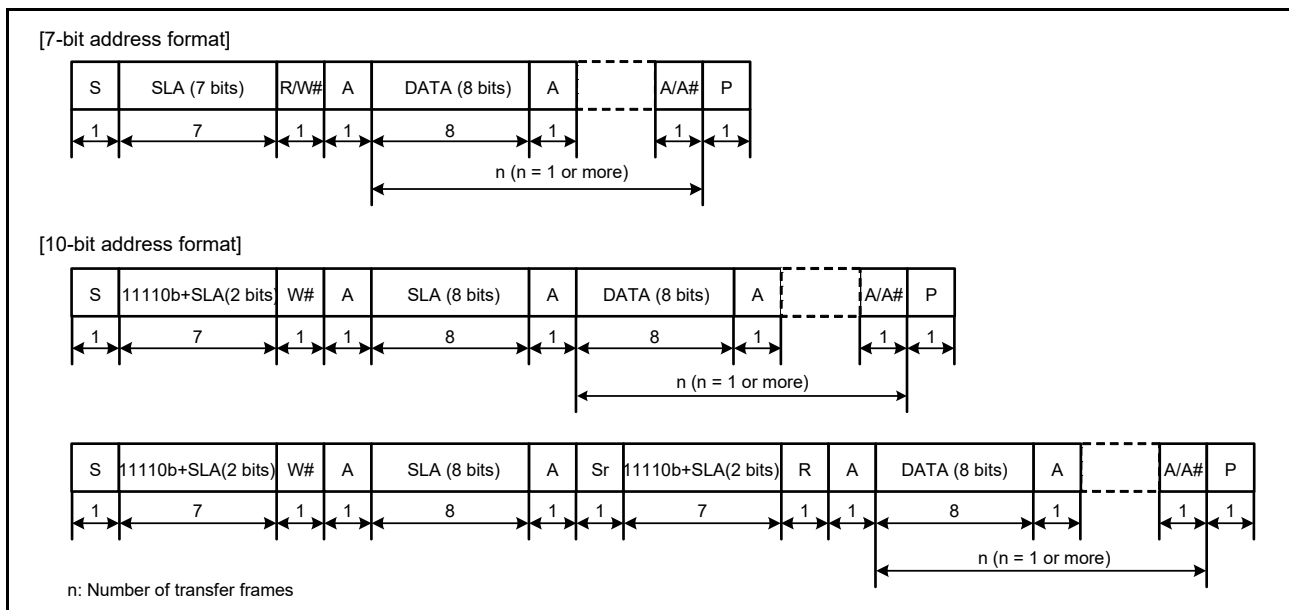 [7-bit address format]
S SLA (7 bits) R/W# A DATA (8 bits) A A/A# P
1 7 1 1 8 1 1 1
n (n = 1 or more)
[10-bit address format]
S 11110b+SLA(2 bits) W# A SLA (8 bits) A DATA (8 bits) A A/A# P
1 7 1 1 8 1 8 1 1 1
n (n = 1 or more)
S 11110b+SLA(2 bits) W# A SLA (8 bits) A Sr 11110b+SLA(2 bits) R A DATA (8 bits) A A/A# P
1 7 1 1 8 1 1 7 1 1 8 1 1 1
n (n = 1 or more)
n: Number of transfer frames